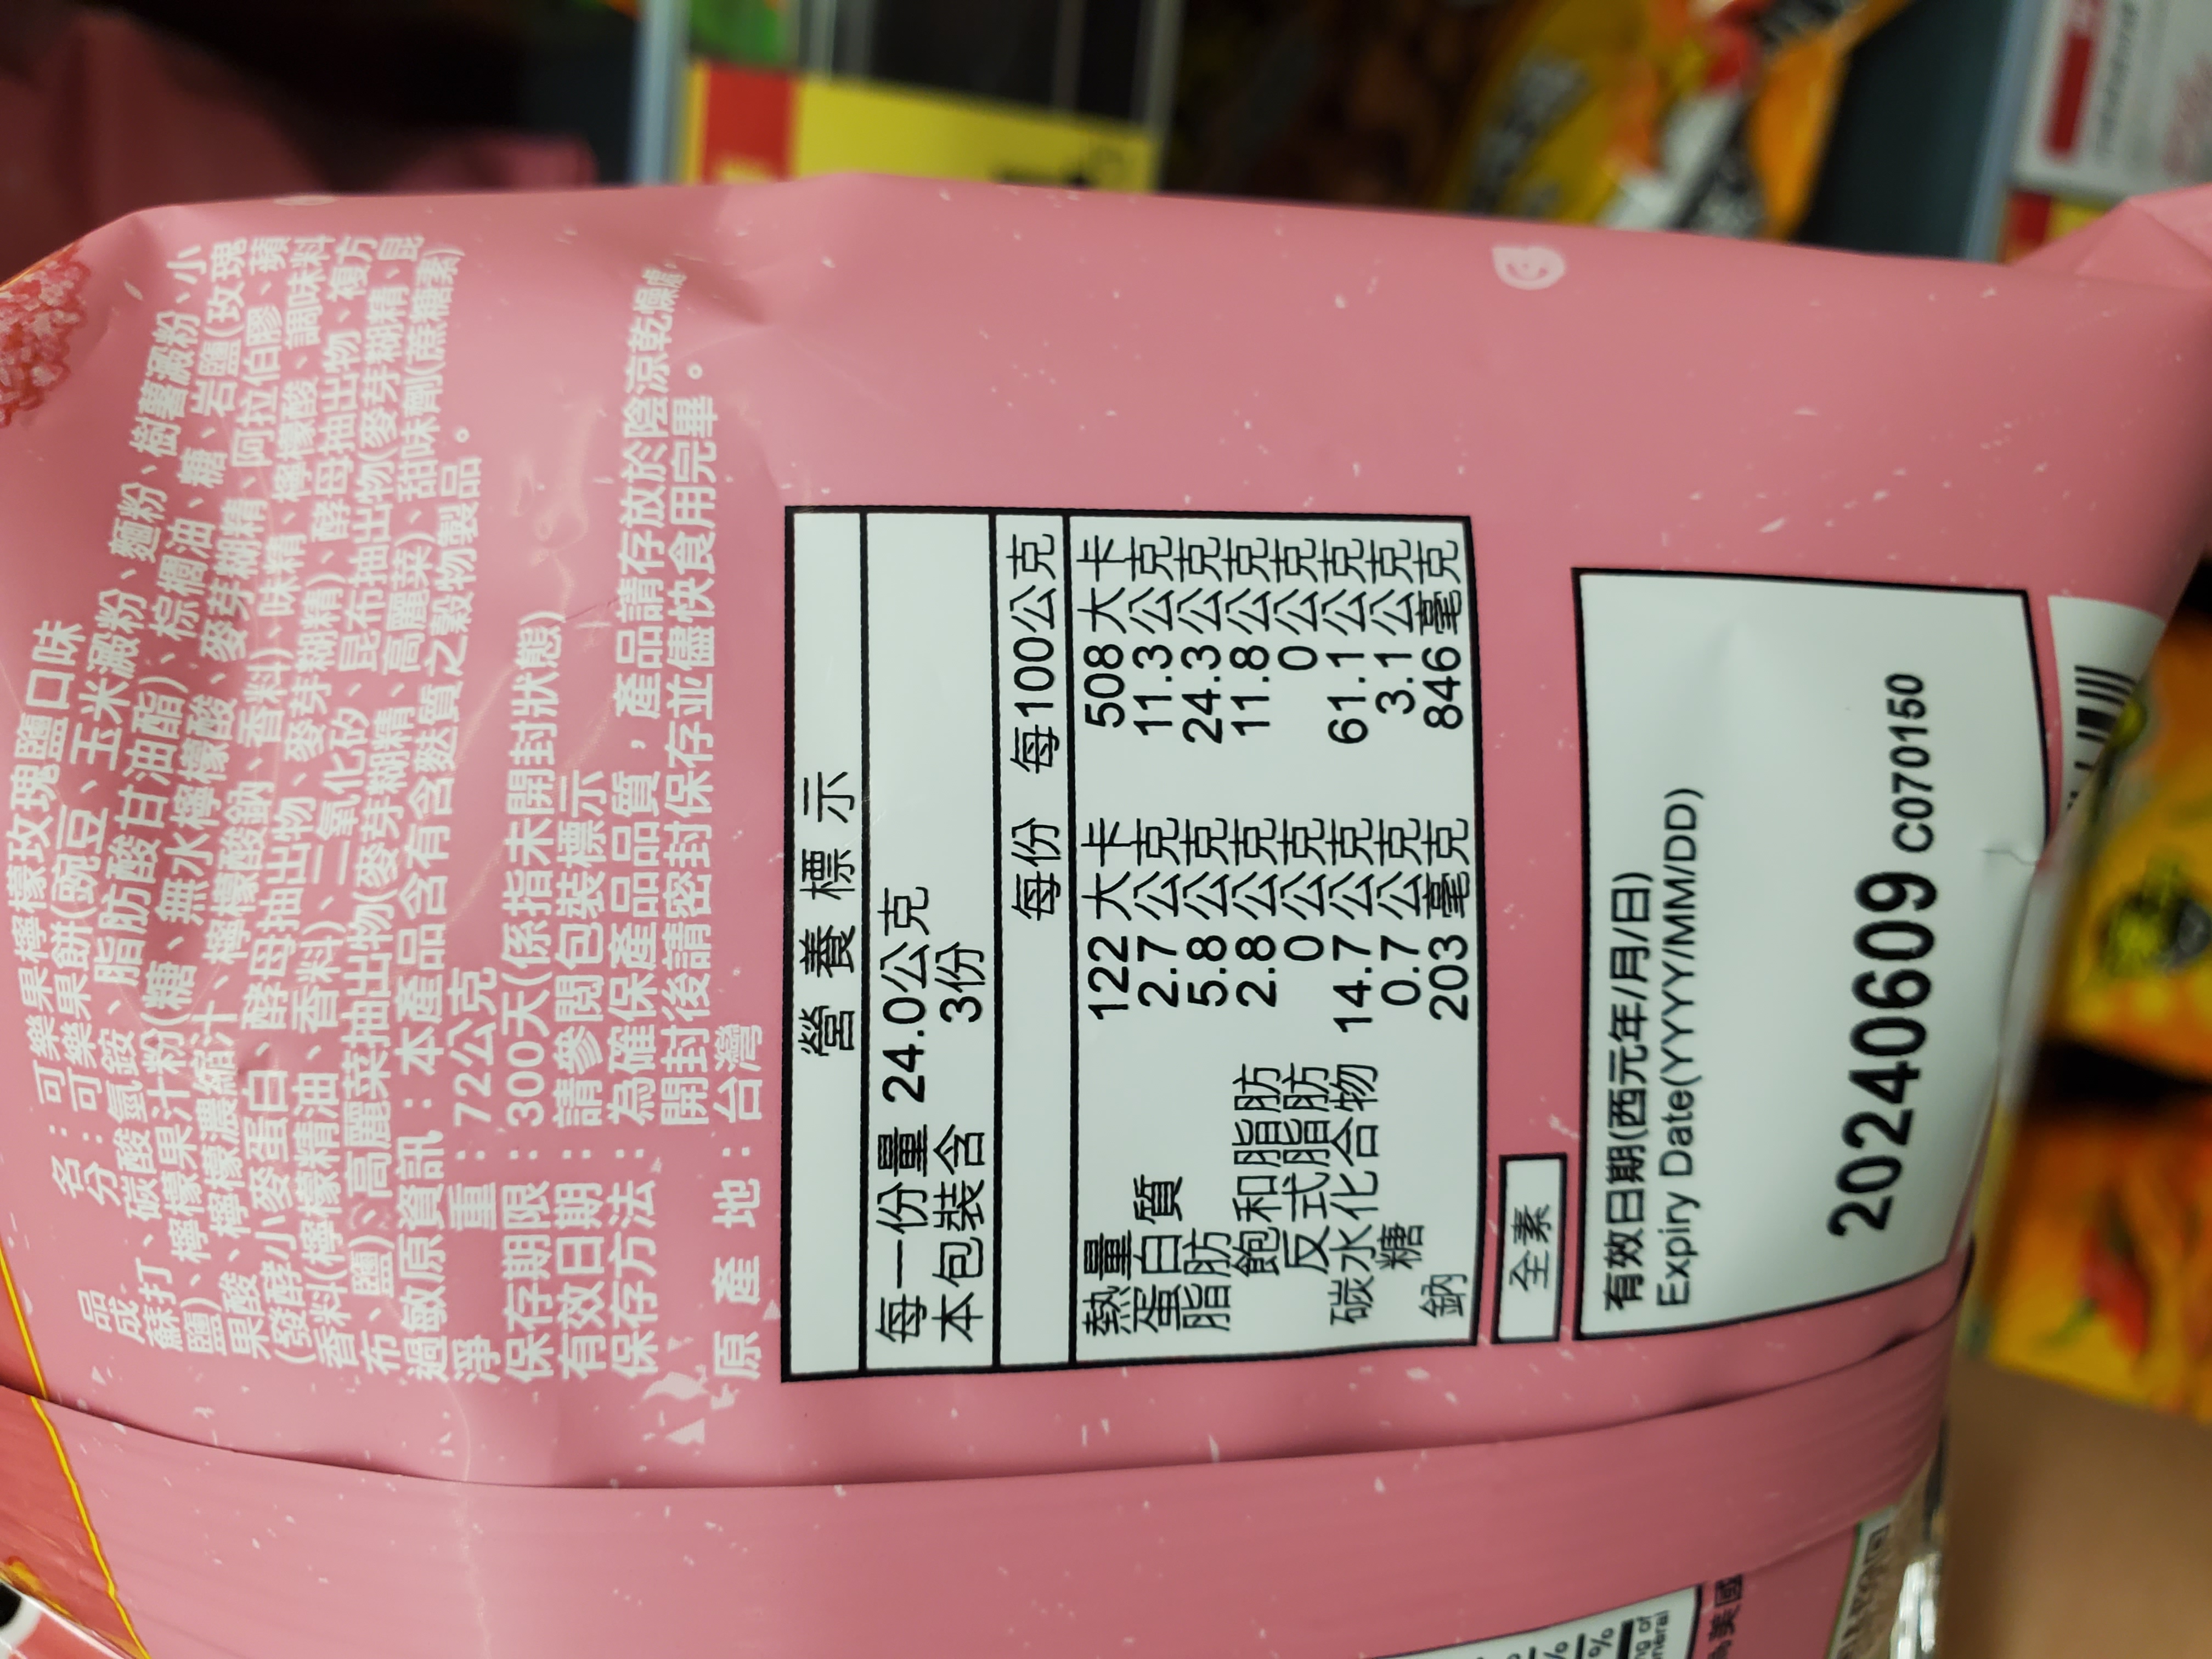 品　　名：可樂果檸檬玫瑰鹽口味
成　　分：可樂果餅(豌豆、玉米澱粉、麵粉、樹薯澱粉、小
蘇打、碳酸氫銨、脂肪酸甘油酯)、棕櫚油、糖、岩鹽(玫瑰
鹽)、檸檬果汁粉(糖、無水檸檬酸、麥芽糊精、阿拉伯膠、蘋
果酸、檸檬濃縮汁、檸檬酸鈉、香料)、味精、檸檬酸、調味料
(發酵小麥蛋白、酵母抽出物、麥芽糊精)、酵母抽出物、複方
香料(檸檬精油、香料)、二氧化矽、昆布抽出物(麥芽糊精、昆
布、鹽)、高麗菜抽出物(麥芽糊精、高麗菜)、甜味劑(蔗糖素)
過敏原資訊：本產品含有含麩質之穀物製品。
淨　　重：72公克
保存期限：300天(係指未開封狀態)
有效日期：請參閱包裝標示
保存方法：為確保產品品質，產品請存放於陰涼乾燥處，
開封後請密封保存並儘快食用完畢。
原 產 地：台灣
營養標示
每一份量 24.0公克
本包裝含 3份
每份 每100公克
熱量 122 大卡 508 大卡
蛋白質 2.7 公克 11.3 公克
脂肪 5.8 公克 24.3 公克
飽和脂肪 2.8 公克 11.8 公克
反式脂肪 0 公克 0 公克
碳水化合物 14.7 公克 61.1 公克
糖 0.7 公克 3.1 公克
鈉 203 毫克 846 毫克
全素
有效日期(西元年/月/日)
Expiry Date(YYYY/MM/DD)
20240609 C070150
%
%
ng of
美國